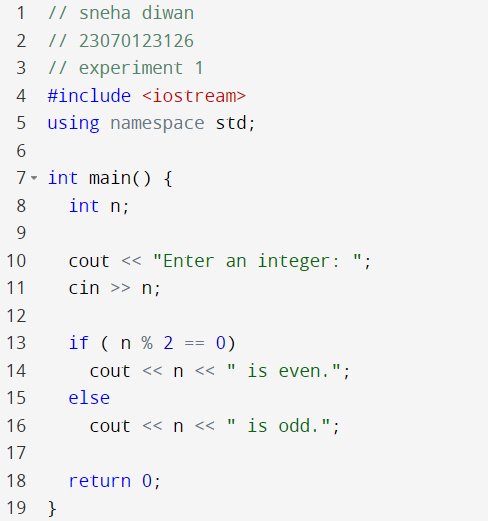 1 // sneha diwan
2 // 23070123126
3 // experiment 1
4 #include <iostream>
5 using namespace std;
6
7 int main() {
8   int n;
9
10   cout << "Enter an integer: ";
11   cin >> n;
12
13   if ( n % 2 == 0)
14     cout << n << " is even.";
15   else
16     cout << n << " is odd.";
17
18   return 0;
19 }